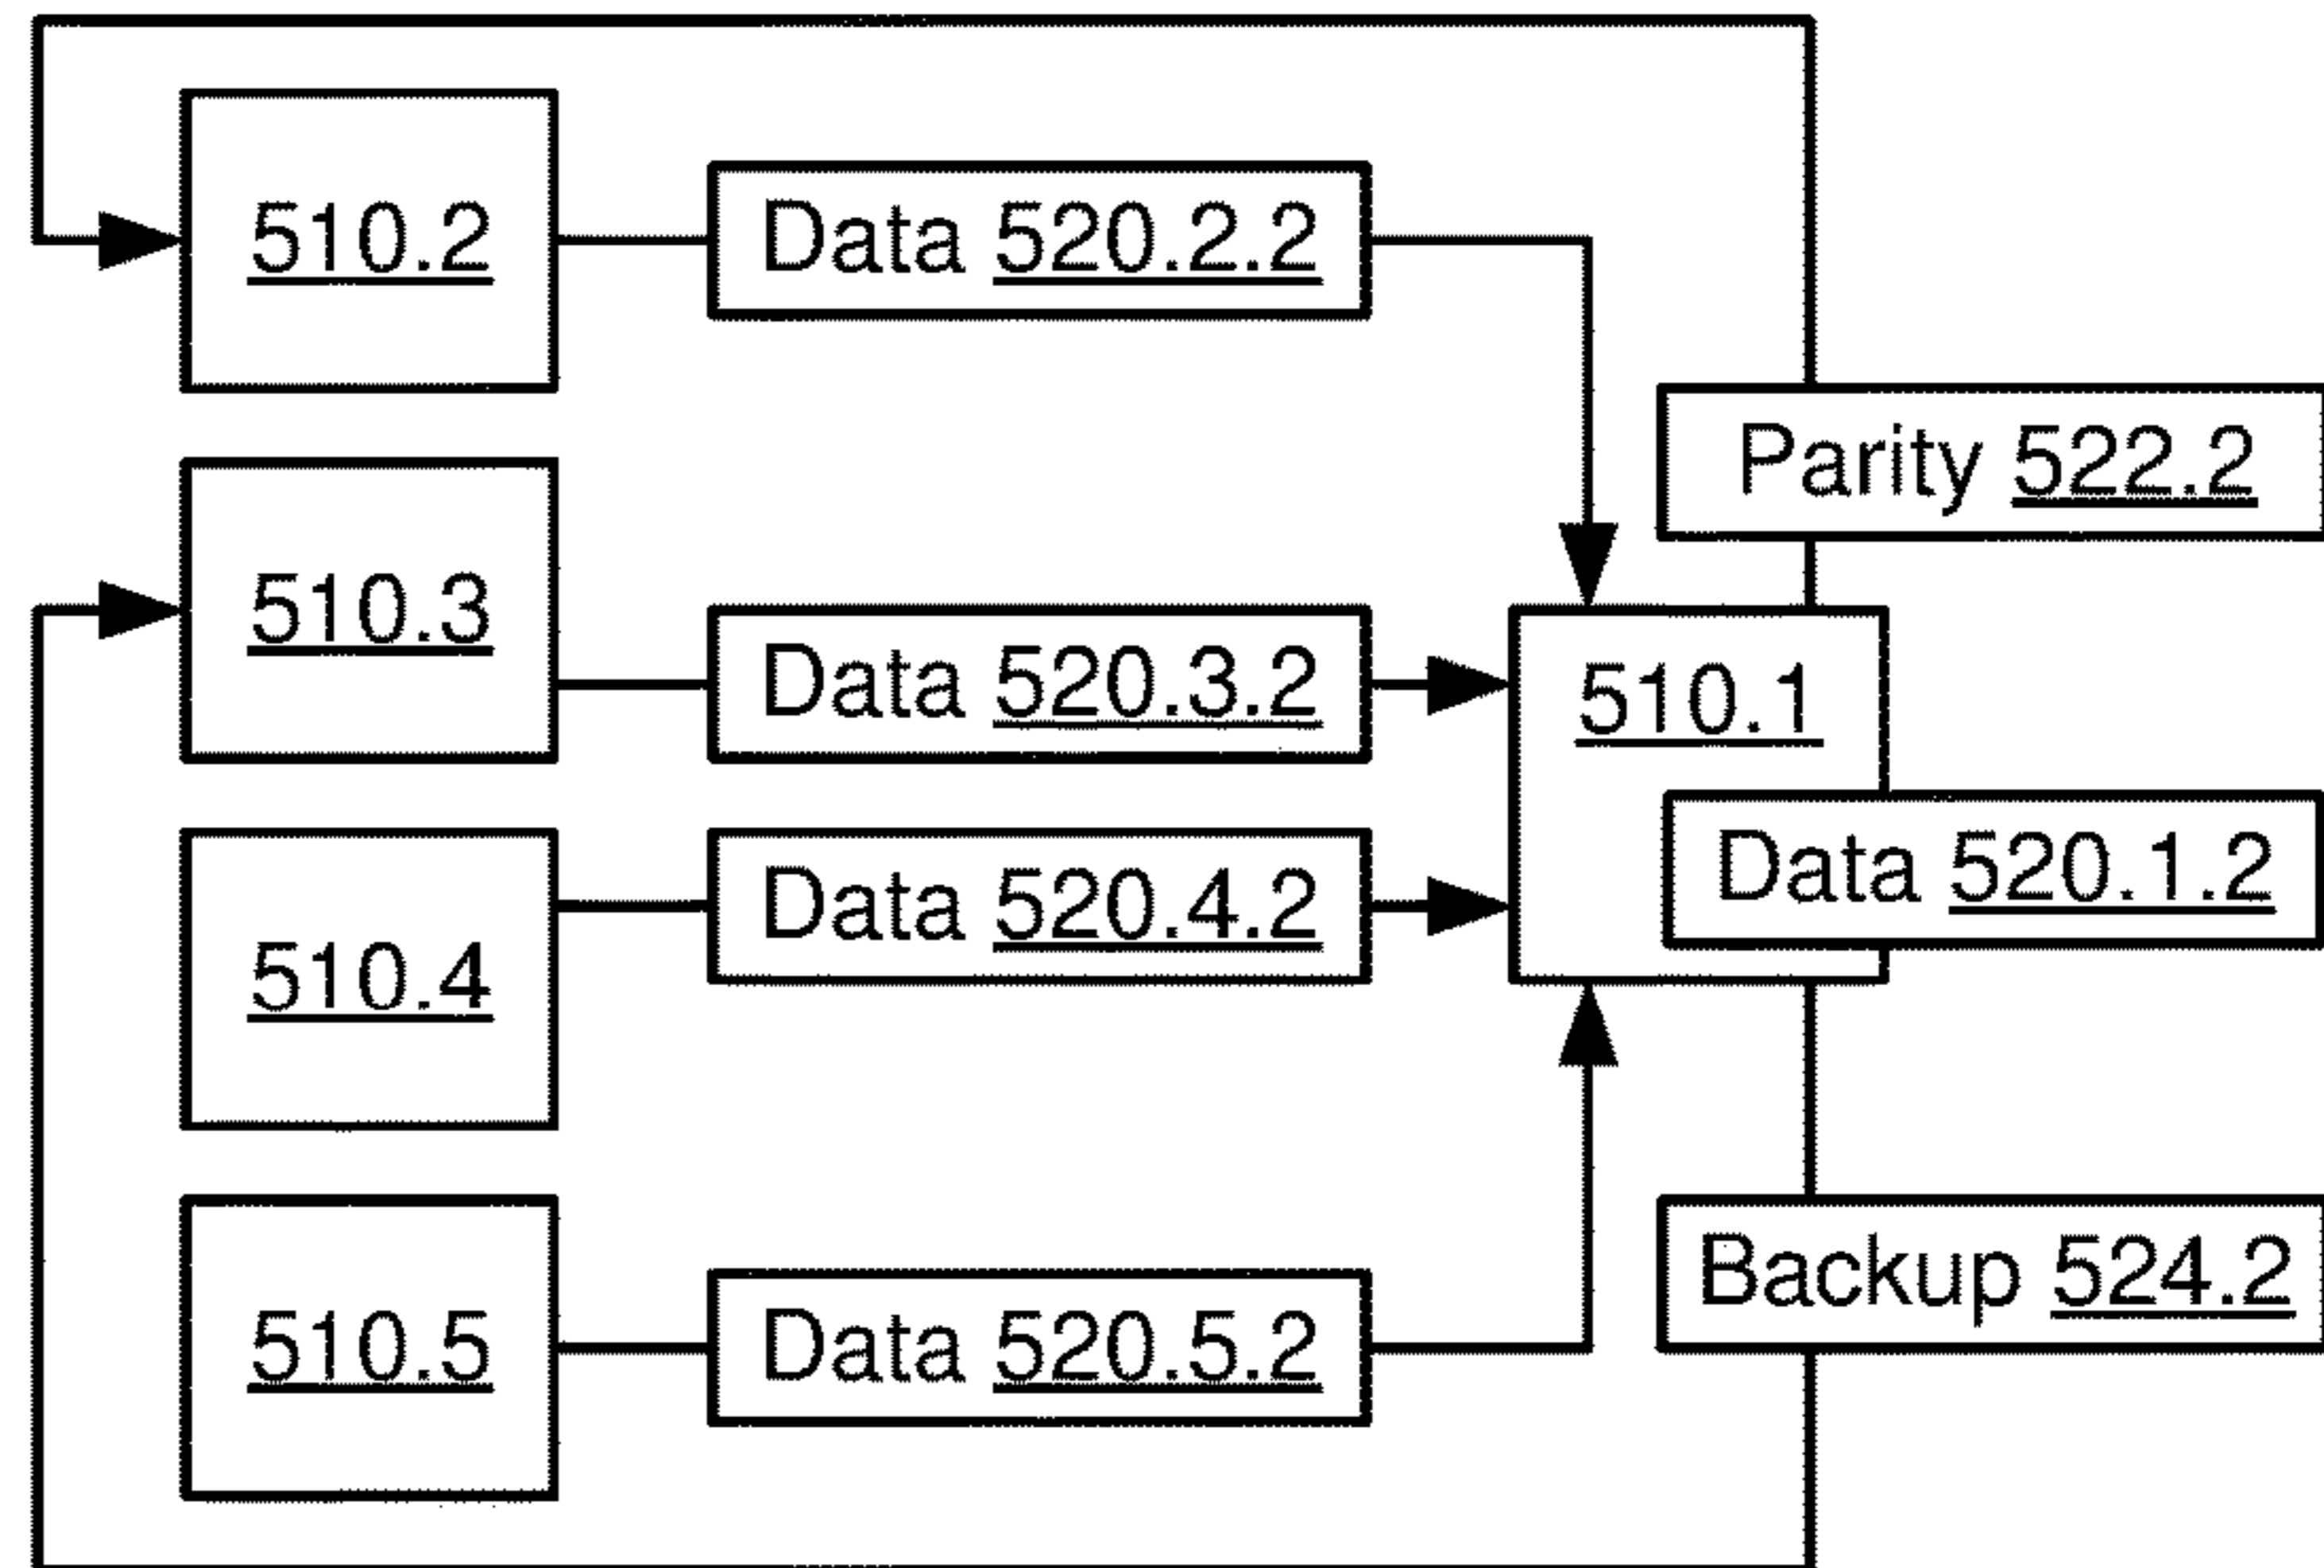 510.2
Data 520.2.2
Parity 522.2
510.3
Data 520.3.2
510.1
Data 520.4.2
Data 520.1.2
510.4
Backup 524.2
510.5
Data 520.5.2